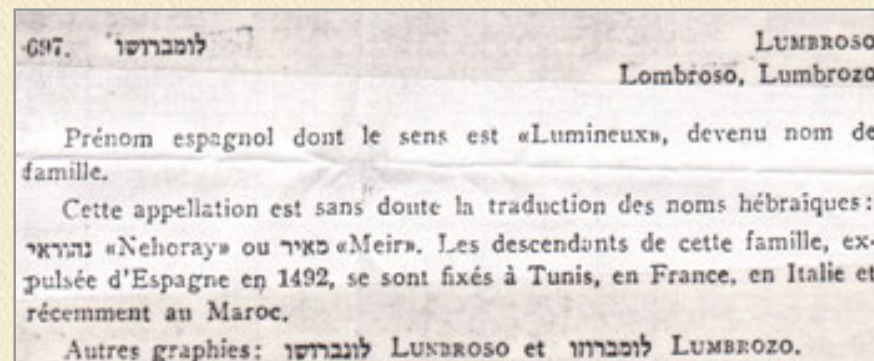 697. לומברושו LUMBROSO
Lombroso, Lumbrozo
Prénom espagnol dont le sens est «Lumineux», devenu nom de
famille.
Cette appellation est sans doute la traduction des noms hébraiques:
נהוראי «Nehoray» ou מאיר «Meir». Les descendants de cette famille, ex-
pulsée d'Espagne en 1492, se sont fixés à Tunis, en France, en Italie et
récemment au Maroc.
Autres graphies: לונברושו LUNBROSO et לומברוזו LUMBROZO.